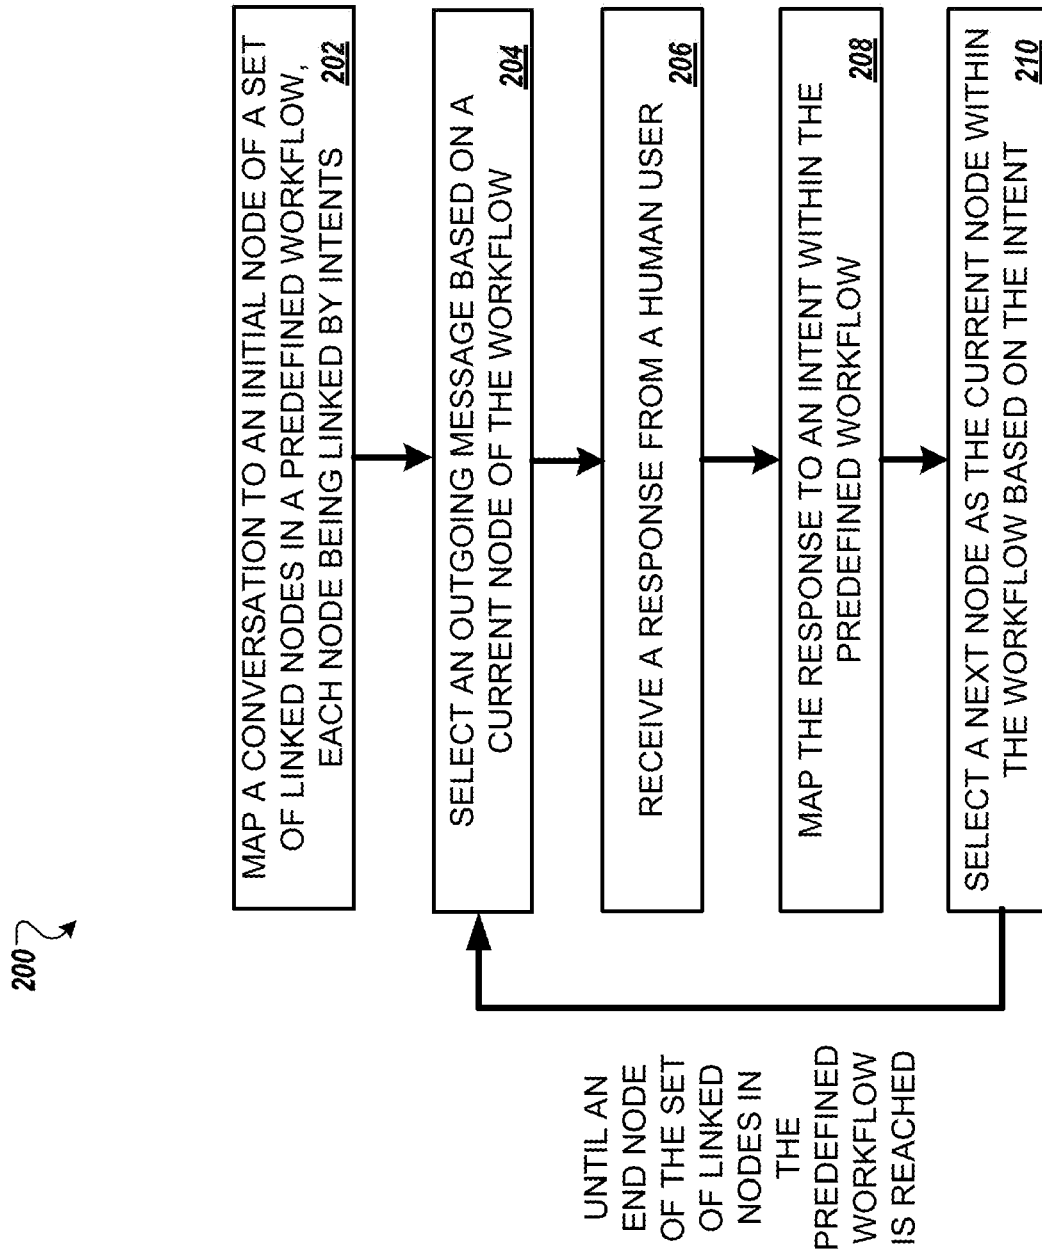 200
MAP A CONVERSATION TO AN INITIAL NODE OF A SET
OF LINKED NODES IN A PREDEFINED WORKFLOW,
EACH NODE BEING LINKED BY INTENTS
202
SELECT AN OUTGOING MESSAGE BASED ON A
CURRENT NODE OF THE WORKFLOW
204
RECEIVE A RESPONSE FROM A HUMAN USER
206
MAP THE RESPONSE TO AN INTENT WITHIN THE
PREDEFINED WORKFLOW
208
SELECT A NEXT NODE AS THE CURRENT NODE WITHIN
THE WORKFLOW BASED ON THE INTENT
210
UNTIL AN
END NODE
OF THE SET
OF LINKED
NODES IN
THE
PREDEFINED
WORKFLOW
IS REACHED